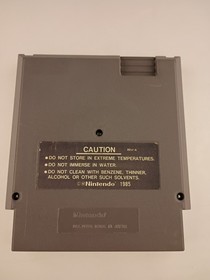 CAUTION
•DO NOT STORE IN EXTREME TEMPERATURES.
•DO NOT IMMERSE IN WATER.
•DO NOT CLEAN WITH BENZENE, THINNER,
ALCOHOL OR OTHER SUCH SOLVENTS.
©Nintendo 1985